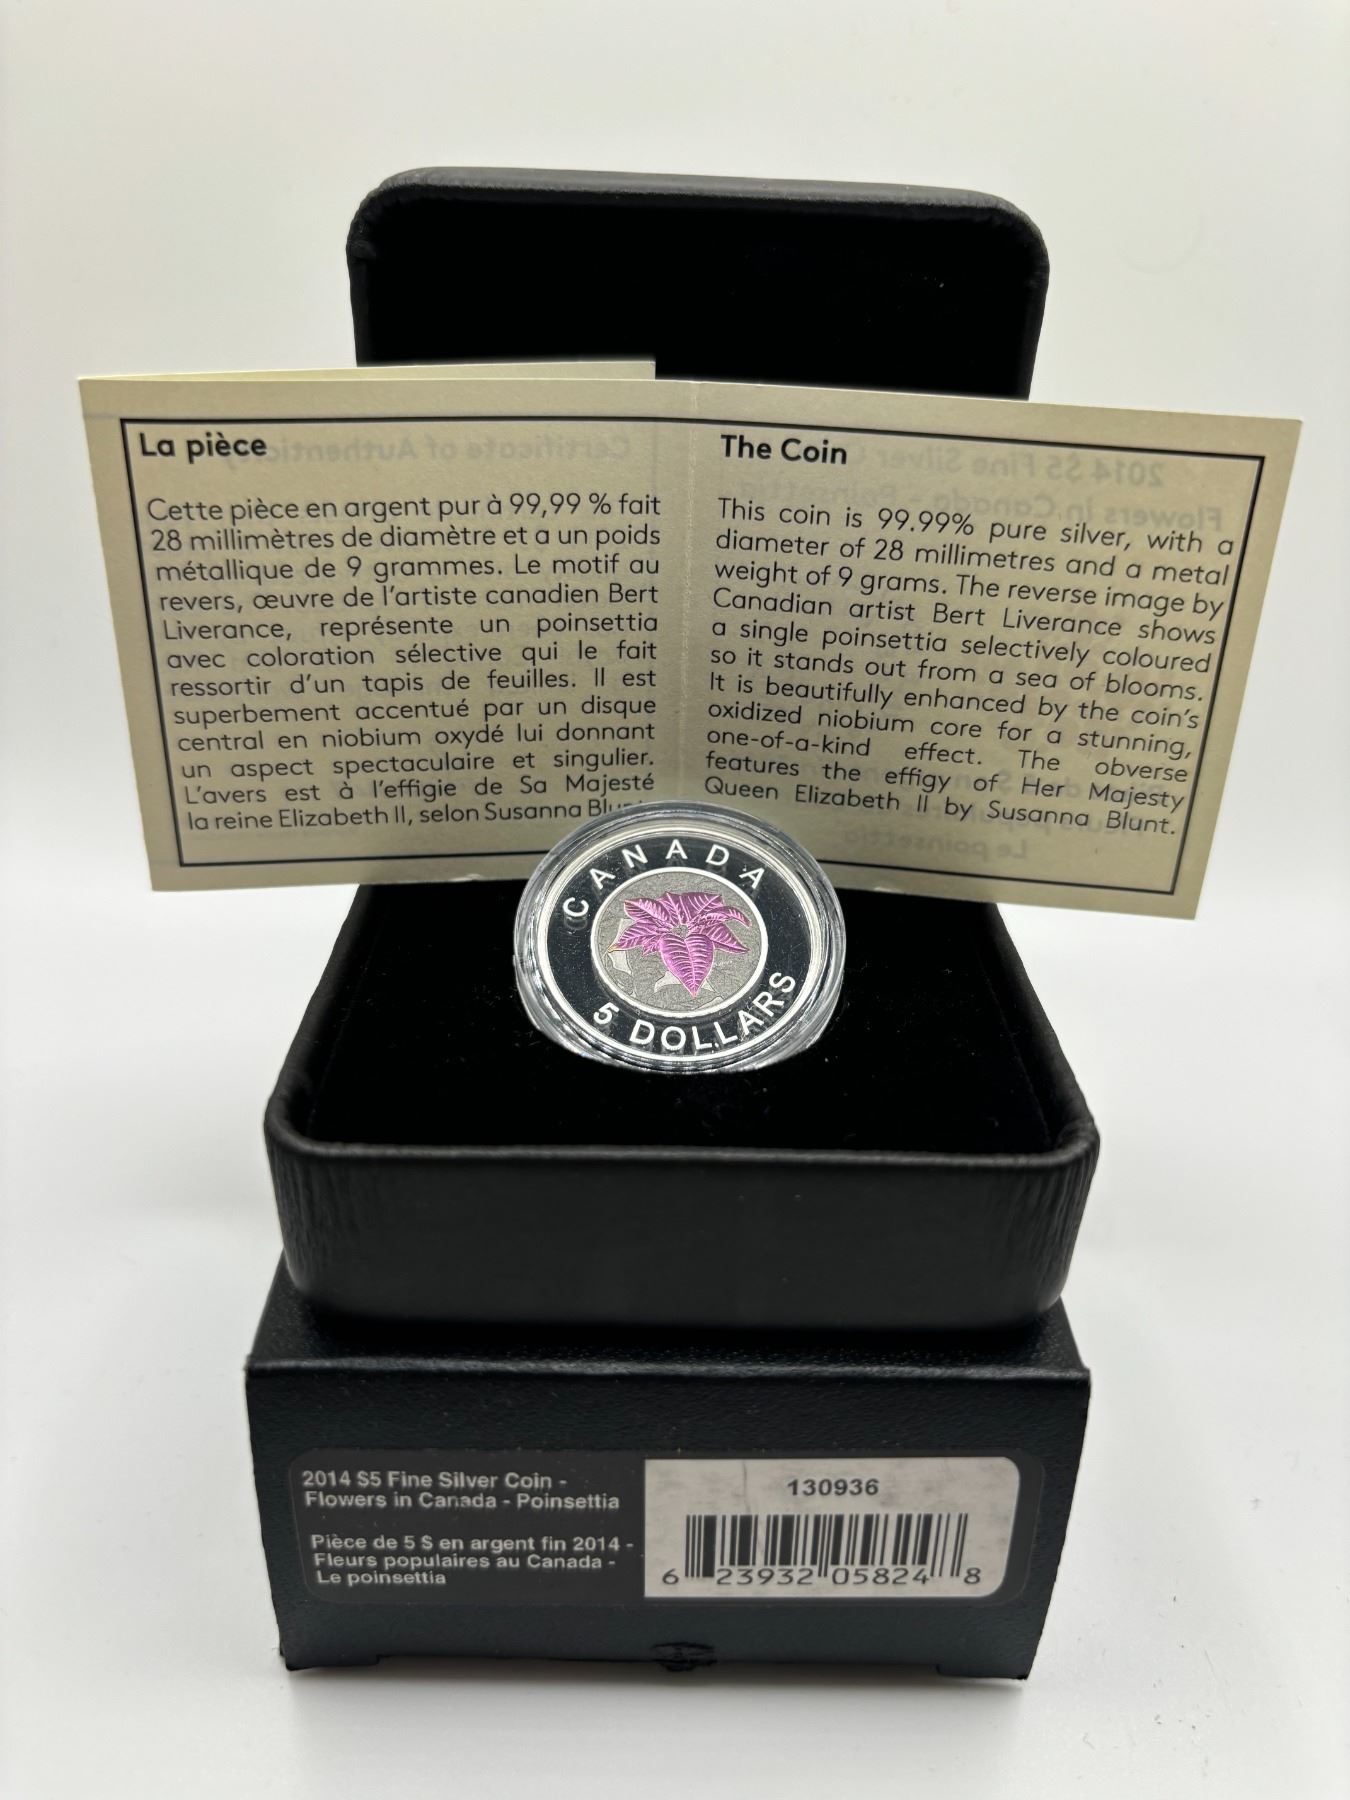 La pièce
Cette pièce en argent pur à 99,99 % fait
28 millimètres de diamètre et a un poids
métallique de 9 grammes. Le motif au
revers, œuvre de l'artiste canadien Bert
Liverance, représente un poinsettia
avec coloration sélective qui le fait
ressortir d'un tapis de feuilles. Il est
superbement accentué par un disque
central en niobium oxydé lui donnant
un aspect spectaculaire et singulier.
L'avers est à l'effigie de Sa Majesté
la reine Elizabeth II, selon Susanna
The Coin
This coin is 99.99% pure silver, with a
diameter of 28 millimetres and a metal
weight of 9 grams. The reverse image by
Canadian artist Bert Liverance shows
a single poinsettia selectively coloured
so it stands out from a sea of blooms.
It is beautifully enhanced by the coin's
oxidized niobium core for a stunning,
one-of-a-kind effect. The obverse
features the effigy of Her Majesty
Queen Elizabeth II by Susanna Blunt.
CANADA
5 DOLLARS
2014 $5 Fine Silver Coin -
Flowers in Canada - Poinsettia
Pièce de 5 $ en argent fin 2014 -
Fleurs populaires au Canada -
Le poinsettia
130936
6 23932 05824 8